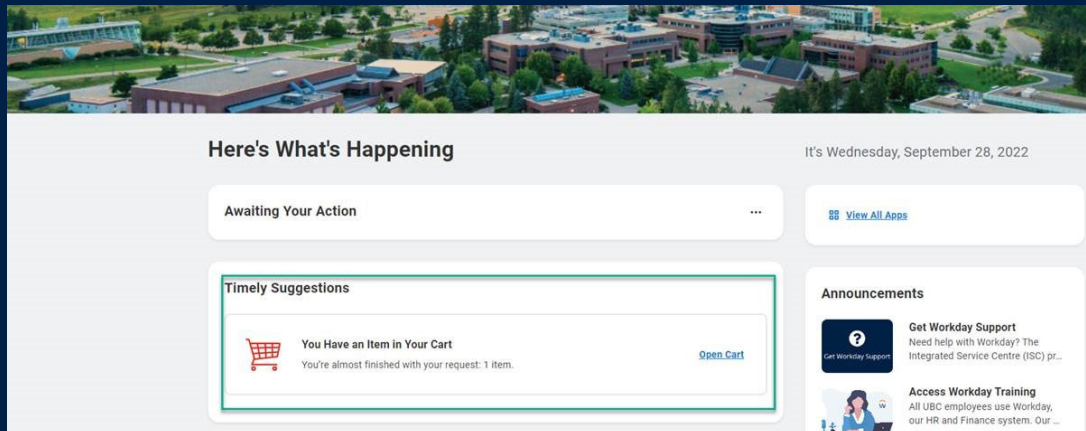 Here's What's Happening
It's Wednesday, September 28, 2022
Awaiting Your Action
View All Apps
Timely Suggestions
You Have an Item in Your Cart
You're almost finished with your request: 1 item.
Open Cart
Announcements
Get Workday Support
Get Workday Support
Need help with Workday? The
Integrated Service Centre (ISC) pr...
Access Workday Training
All UBC employees use Workday,
our HR and Finance system. Our ...